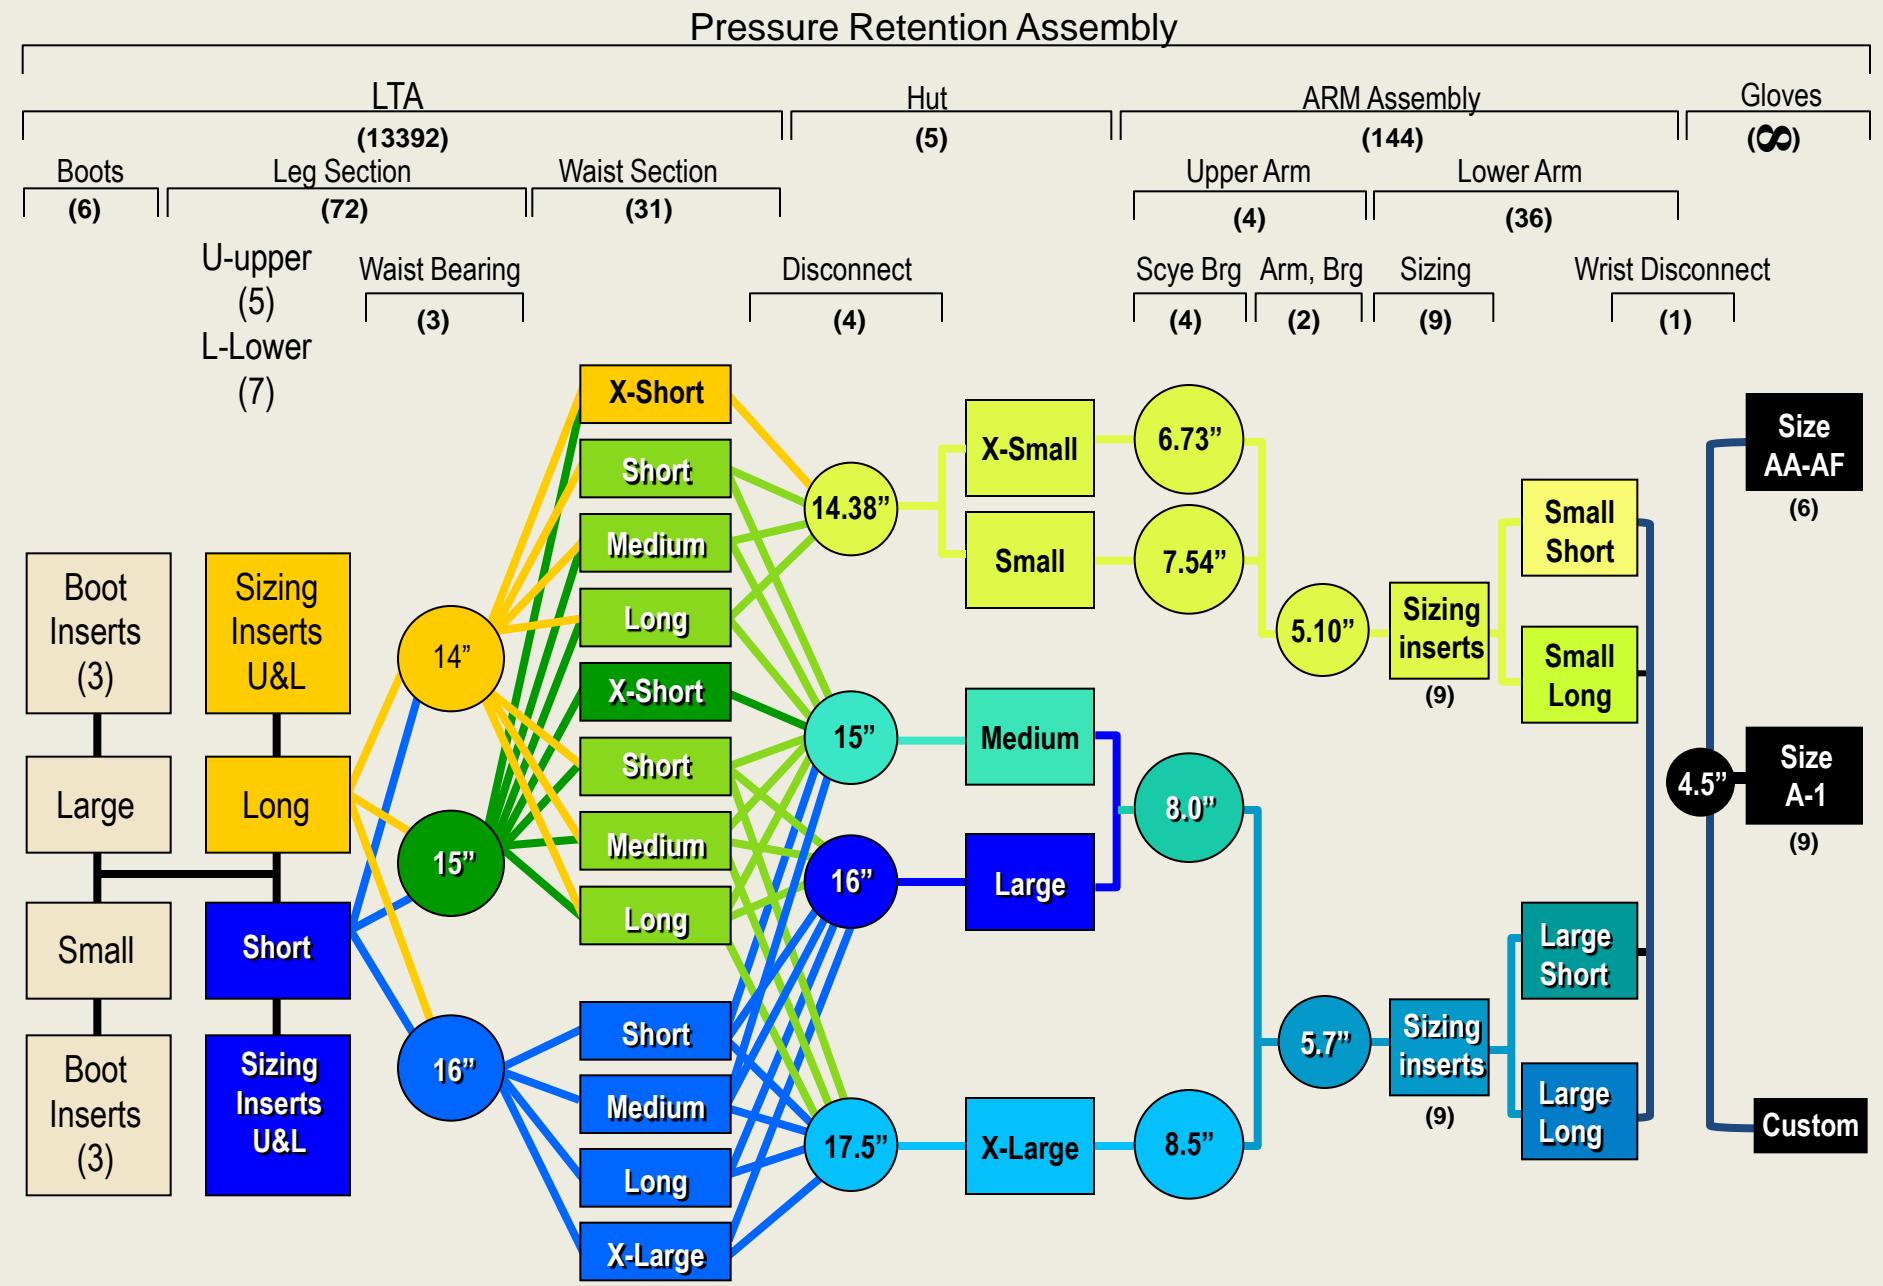 Pressure Retention Assembly
LTA
(13392)
Hut
(5)
ARM Assembly
(144)
Gloves
(∞)
Boots
(6)
Leg Section
(72)
Waist Section
(31)
Upper Arm
(4)
Lower Arm
(36)
U-upper
(5)
L-Lower
(7)
Waist Bearing
(3)
Disconnect
(4)
Scye Brg
(4)
Arm, Brg
(2)
Sizing
(9)
Wrist Disconnect
(1)
Boot
Inserts
(3)
Large
Small
Boot
Inserts
(3)
Sizing
Inserts
U&L
Long
Short
Sizing
Inserts
U&L
14”
15”
16”
X-Short
Short
Medium
Long
X-Short
Short
Medium
Long
Short
Medium
Long
X-Large
14.38”
15”
16”
17.5”
X-Small
Small
Medium
Large
X-Large
6.73”
7.54”
8.0”
8.5”
5.10”
5.7”
Sizing
inserts
(9)
Sizing
inserts
(9)
Small
Short
Small
Long
Large
Short
Large
Long
4.5”
Size
AA-AF
(6)
Size
A-1
(9)
Custom